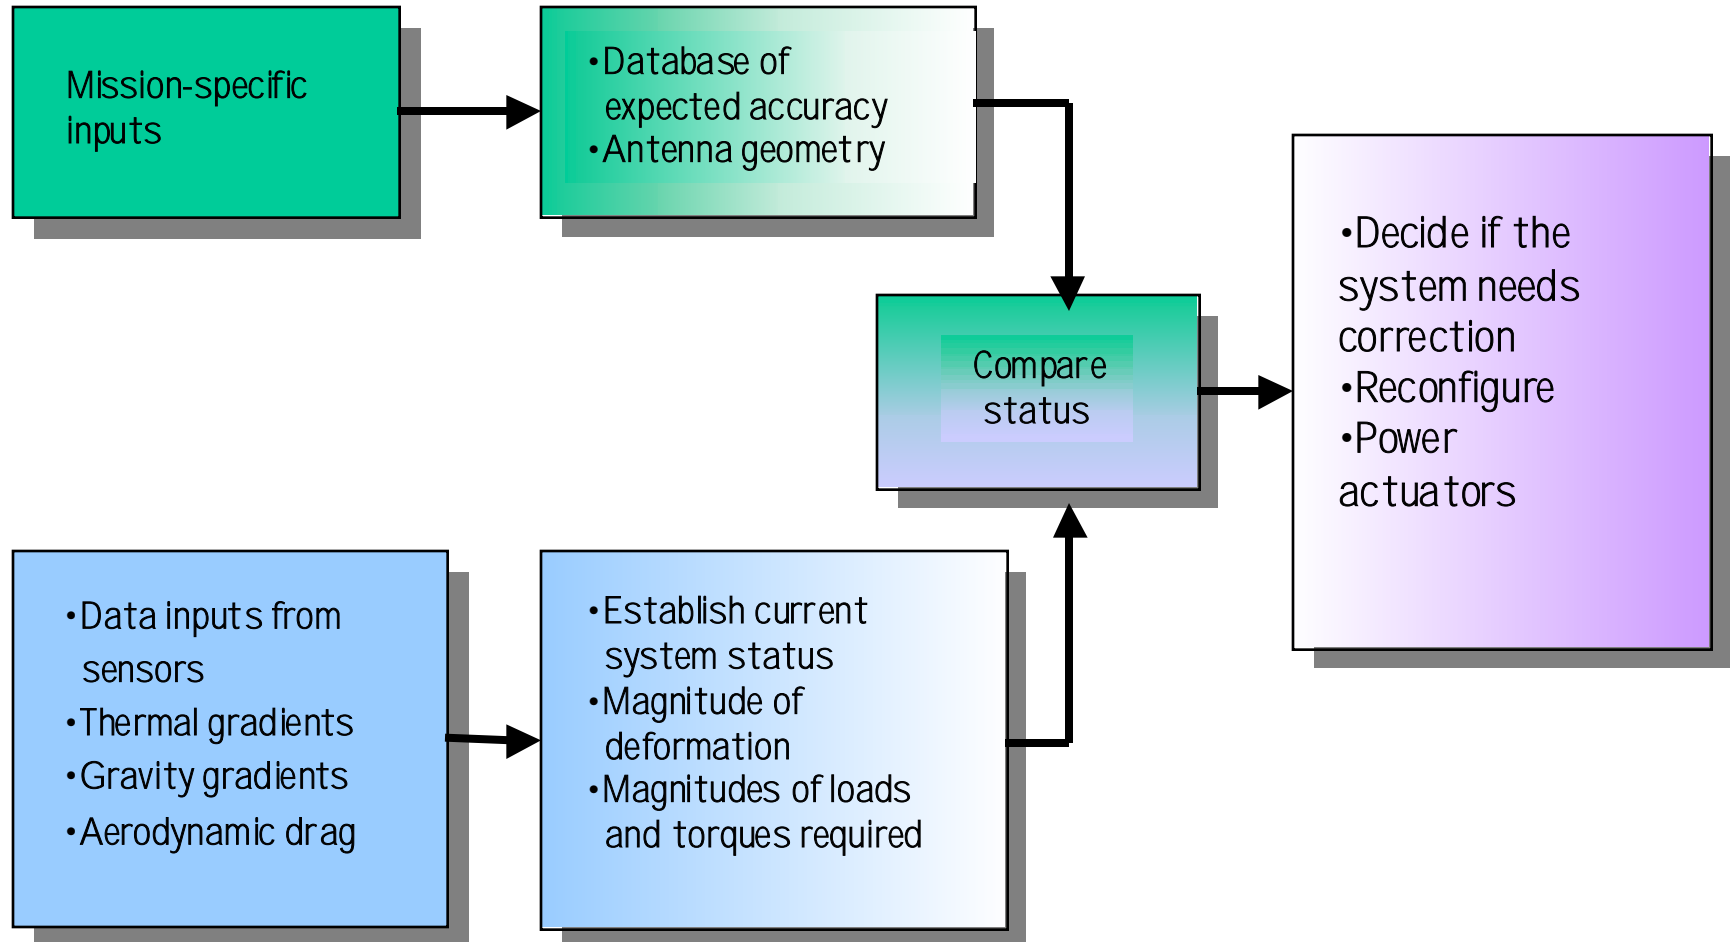 Mission-specific
inputs
•Database of
expected accuracy
•Antenna geometry
Compare
status
•Decide if the
system needs
correction
•Reconfigure
•Power
actuators
•Data inputs from
sensors
•Thermal gradients
•Gravity gradients
•Aerodynamic drag
•Establish current
system status
•Magnitude of
deformation
•Magnitudes of loads
and torques required